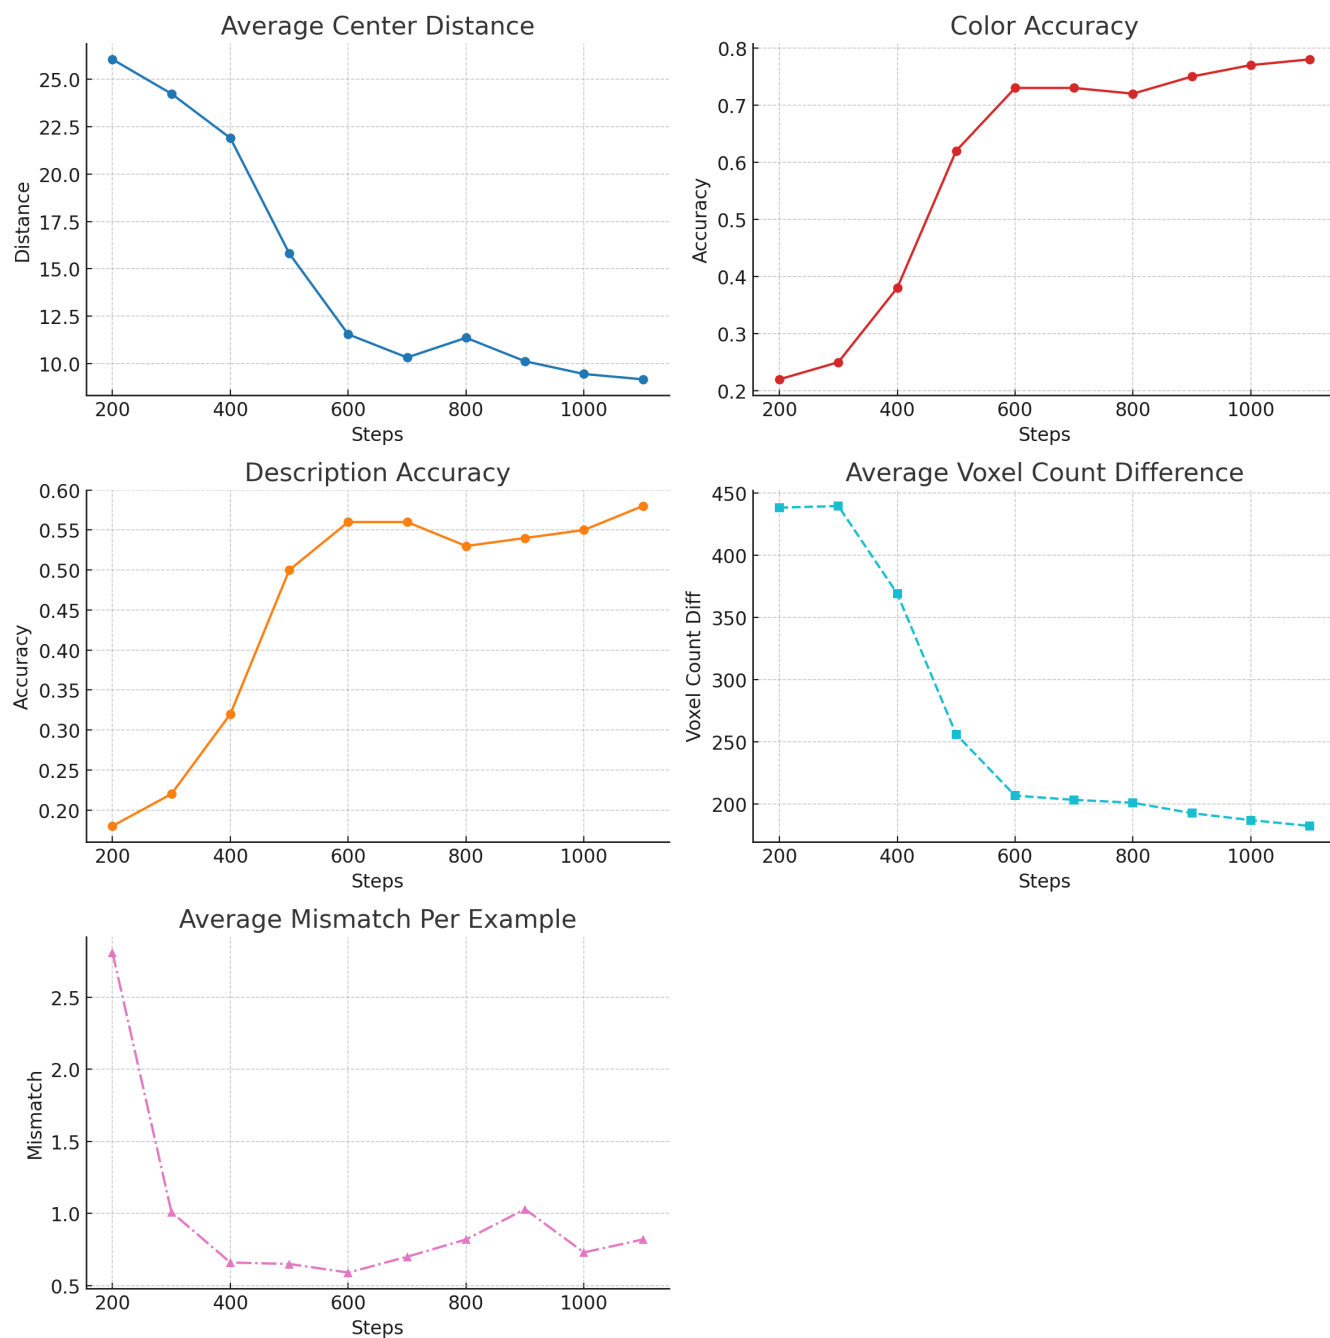 Average Center Distance
Distance
25.0
22.5
20.0
17.5
15.0
12.5
10.0
200 400 600 800 1000
Steps
Color Accuracy
Accuracy
0.8
0.7
0.6
0.5
0.4
0.3
0.2
200 400 600 800 1000
Steps
Description Accuracy
Accuracy
0.60
0.55
0.50
0.45
0.40
0.35
0.30
0.25
0.20
200 400 600 800 1000
Steps
Average Voxel Count Difference
Voxel Count Diff
450
400
350
300
250
200
200 400 600 800 1000
Steps
Average Mismatch Per Example
Mismatch
2.5
2.0
1.5
1.0
0.5
200 400 600 800 1000
Steps